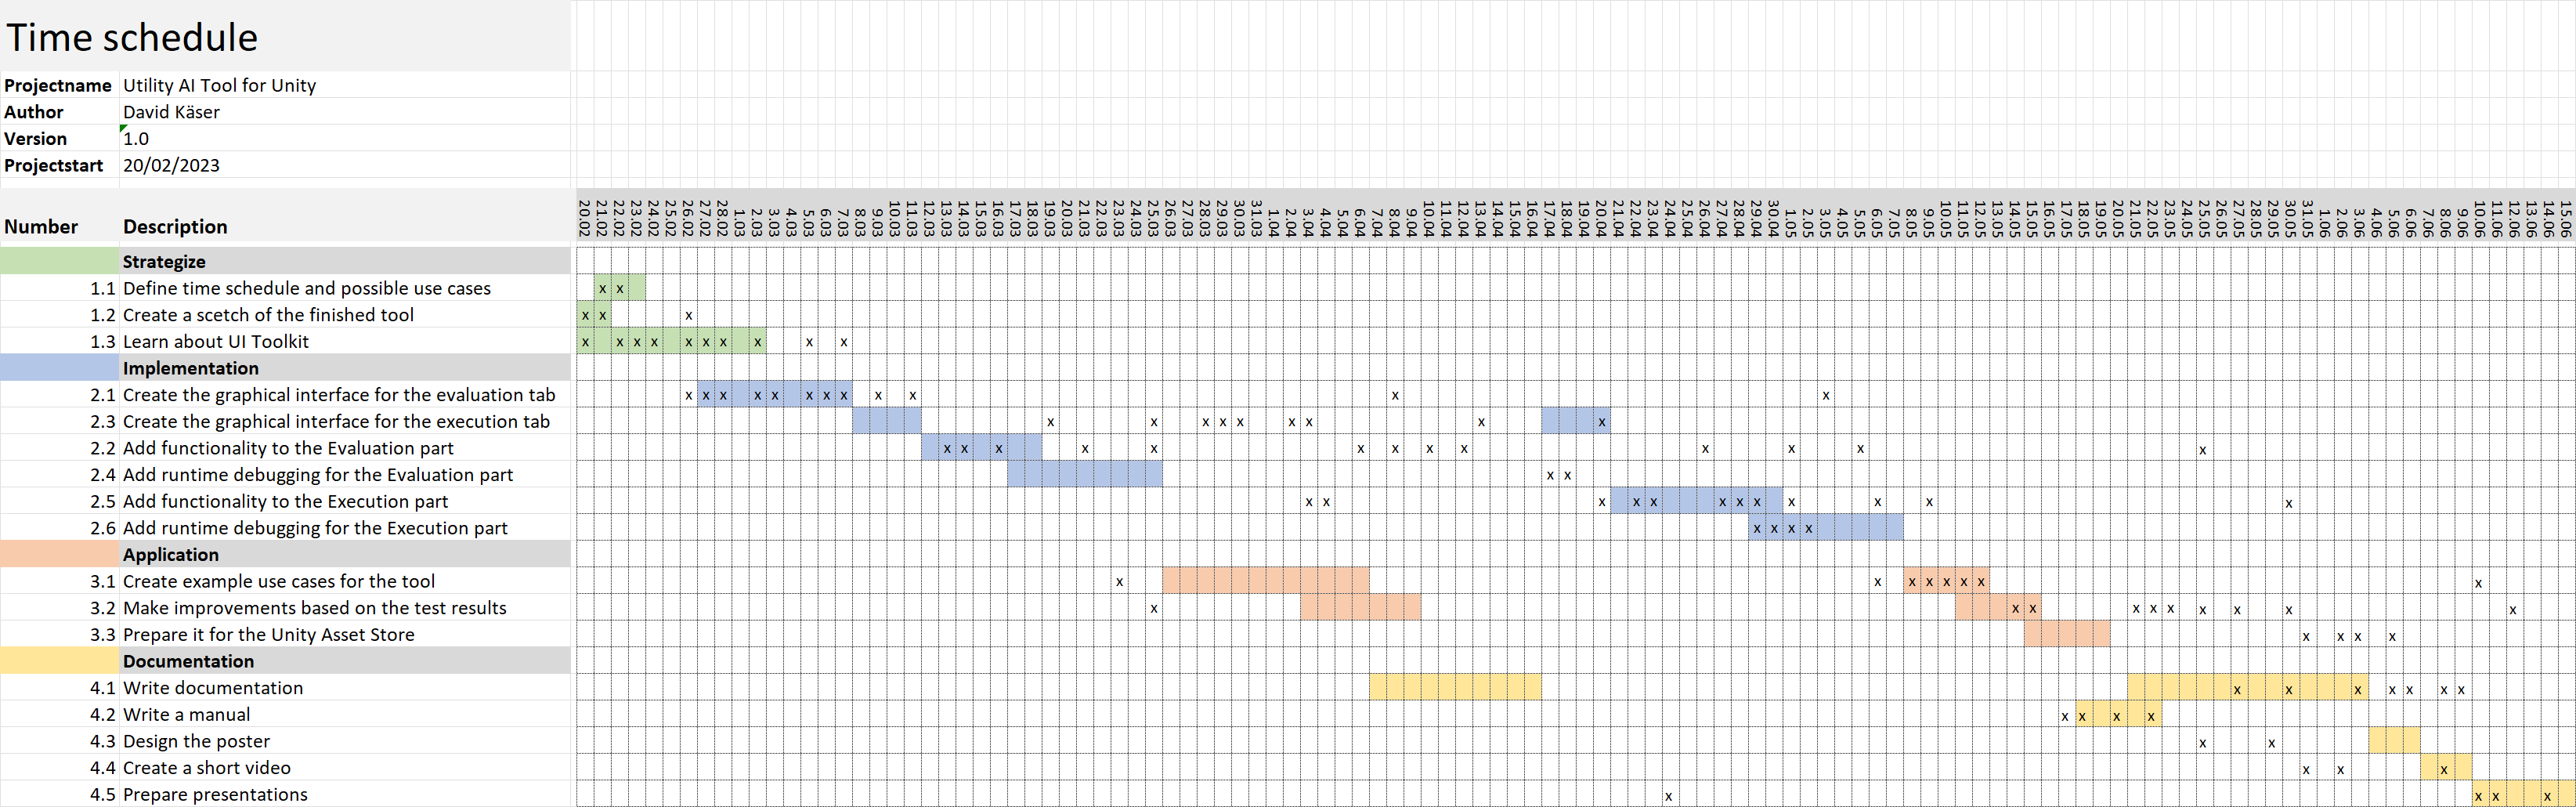 Time schedule
Projectname Utility AI Tool for Unity
Author David Käser
Version 1.0
Projectstart 20/02/2023
Number Description 20.02 21.02 22.02 23.02 24.02 25.02 26.02 27.02 28.02 1.03 2.03 3.03 4.03 5.03 6.03 7.03 8.03 9.03 10.03 11.03 12.03 13.03 14.03 15.03 16.03 17.03 18.03 19.03 20.03 21.03 22.03 23.03 24.03 25.03 26.03 27.03 28.03 29.03 30.03 31.03 1.04 2.04 3.04 4.04 5.04 6.04 7.04 8.04 9.04 10.04 11.04 12.04 13.04 14.04 15.04 16.04 17.04 18.04 19.04 20.04 21.04 22.04 23.04 24.04 25.04 26.04 27.04 28.04 29.04 30.04 1.05 2.05 3.05 4.05 5.05 6.05 7.05 8.05 9.05 10.05 11.05 12.05 13.05 14.05 15.05 16.05 17.05 18.05 19.05 20.05 21.05 22.05 23.05 24.05 25.05 26.05 27.05 28.05 29.05 30.05 31.05 1.06 2.06 3.06 4.06 5.06 6.06 7.06 8.06 9.06 10.06 11.06 12.06 13.06 14.06 15.06
Strategize
1.1 Define time schedule and possible use cases x x
1.2 Create a scetch of the finished tool x x x
1.3 Learn about UI Toolkit x x x x x x x x x x
Implementation
2.1 Create the graphical interface for the evaluation tab x x x x x x x x x x x x
2.3 Create the graphical interface for the execution tab x x x x x x x x x
2.2 Add functionality to the Evaluation part x x x x x x x x x x x x x
2.4 Add runtime debugging for the Evaluation part x x
2.5 Add functionality to the Execution part x x x x x x x x x x x x
2.6 Add runtime debugging for the Execution part x x x x
Application
3.1 Create example use cases for the tool x x x x x x x x
3.2 Make improvements based on the test results x x x x x x x x x x
3.3 Prepare it for the Unity Asset Store x x x x
Documentation
4.1 Write documentation x x x x x x x
4.2 Write a manual x x x x
4.3 Design the poster x x
4.4 Create a short video x x x
4.5 Prepare presentations x x x x